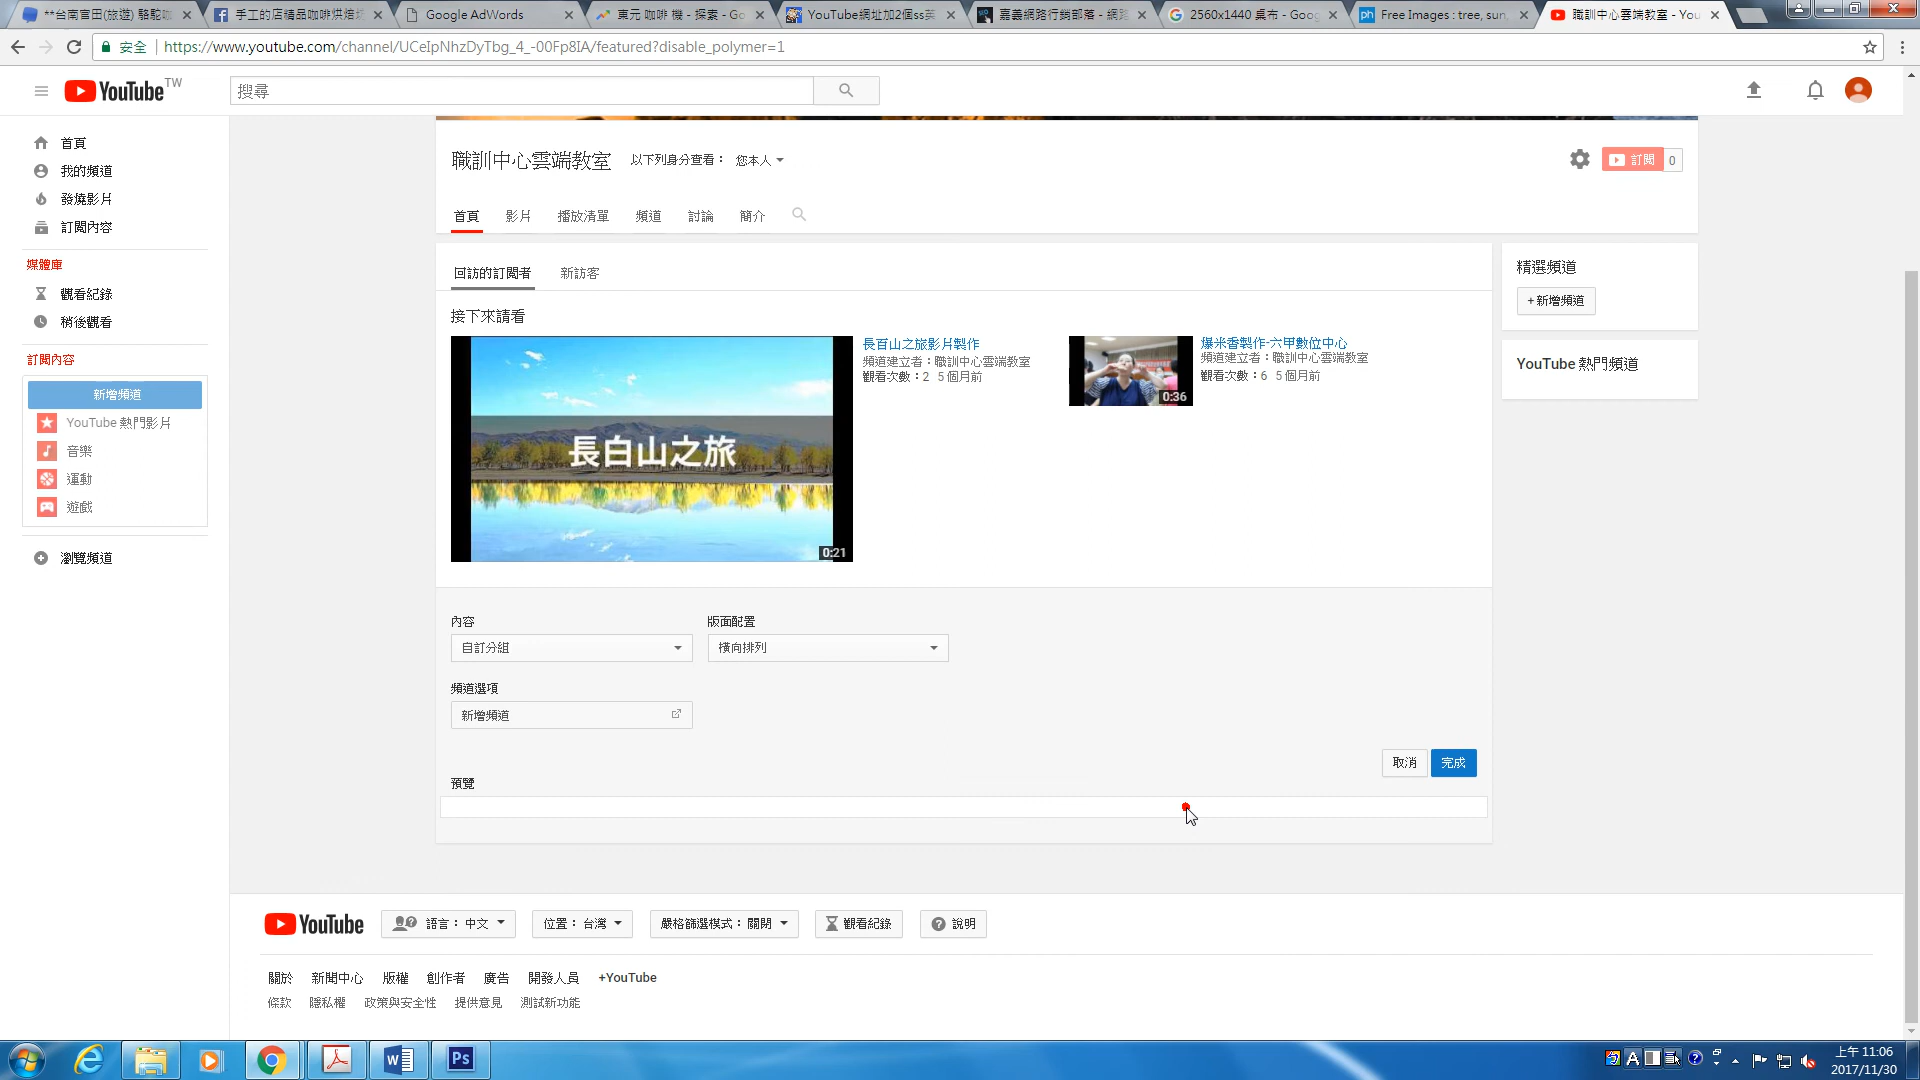 **台南官田(旅遊) 駱駝咖
手工的店精品咖啡烘焙坊
Google AdWords
東元 咖啡 機 - 探索 - Go
YouTube網址加2個ss英
嘉義網路行銷部落 - 網路
2560x1440 桌布 - Goog
Free Images : tree, sun,
職訓中心雲端教室 - You
安全
https://www.youtube.com/channel/UCeIpNhzDyTbg_4_-00Fp8IA/featured?disable_polymer=1
YouTube TW
搜尋
首頁
我的頻道
發燒影片
訂閱內容
媒體庫
觀看紀錄
稍後觀看
訂閱內容
新增頻道
YouTube 熱門影片
音樂
運動
遊戲
瀏覽頻道
職訓中心雲端教室 以下列身分查看： 您本人
訂閱 0
首頁 影片 播放清單 頻道 討論 簡介
回訪的訂閱者 新訪客
接下來請看
長白山之旅
0:21
長百山之旅影片製作
頻道建立者：職訓中心雲端教室
觀看次數：2 5 個月前
0:36
爆米香製作-六甲數位中心
頻道建立者：職訓中心雲端教室
觀看次數：6 5 個月前
精選頻道
+ 新增頻道
YouTube 熱門頻道
內容 版面配置
自訂分組 橫向排列
頻道選項
新增頻道
取消 完成
預覽
YouTube 語言： 中文 位置： 台灣 嚴格篩選模式： 關閉 觀看紀錄 說明
關於 新聞中心 版權 創作者 廣告 開發人員 +YouTube
條款 隱私權 政策與安全性 提供意見 測試新功能
Ps
A
上午 11:06
2017/11/30